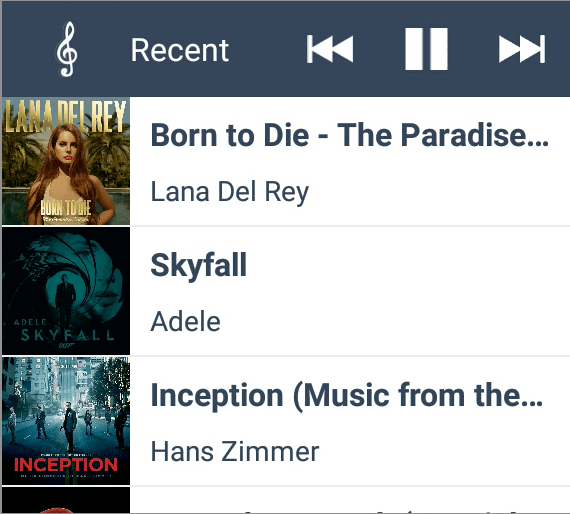 Recent
LANA DEL REY
BORN TO DIE
Born to Die - The Paradise...
Lana Del Rey
ADELE
SKYFALL
007
Skyfall
Adele
INCEPTION
Inception (Music from the...
Hans Zimmer